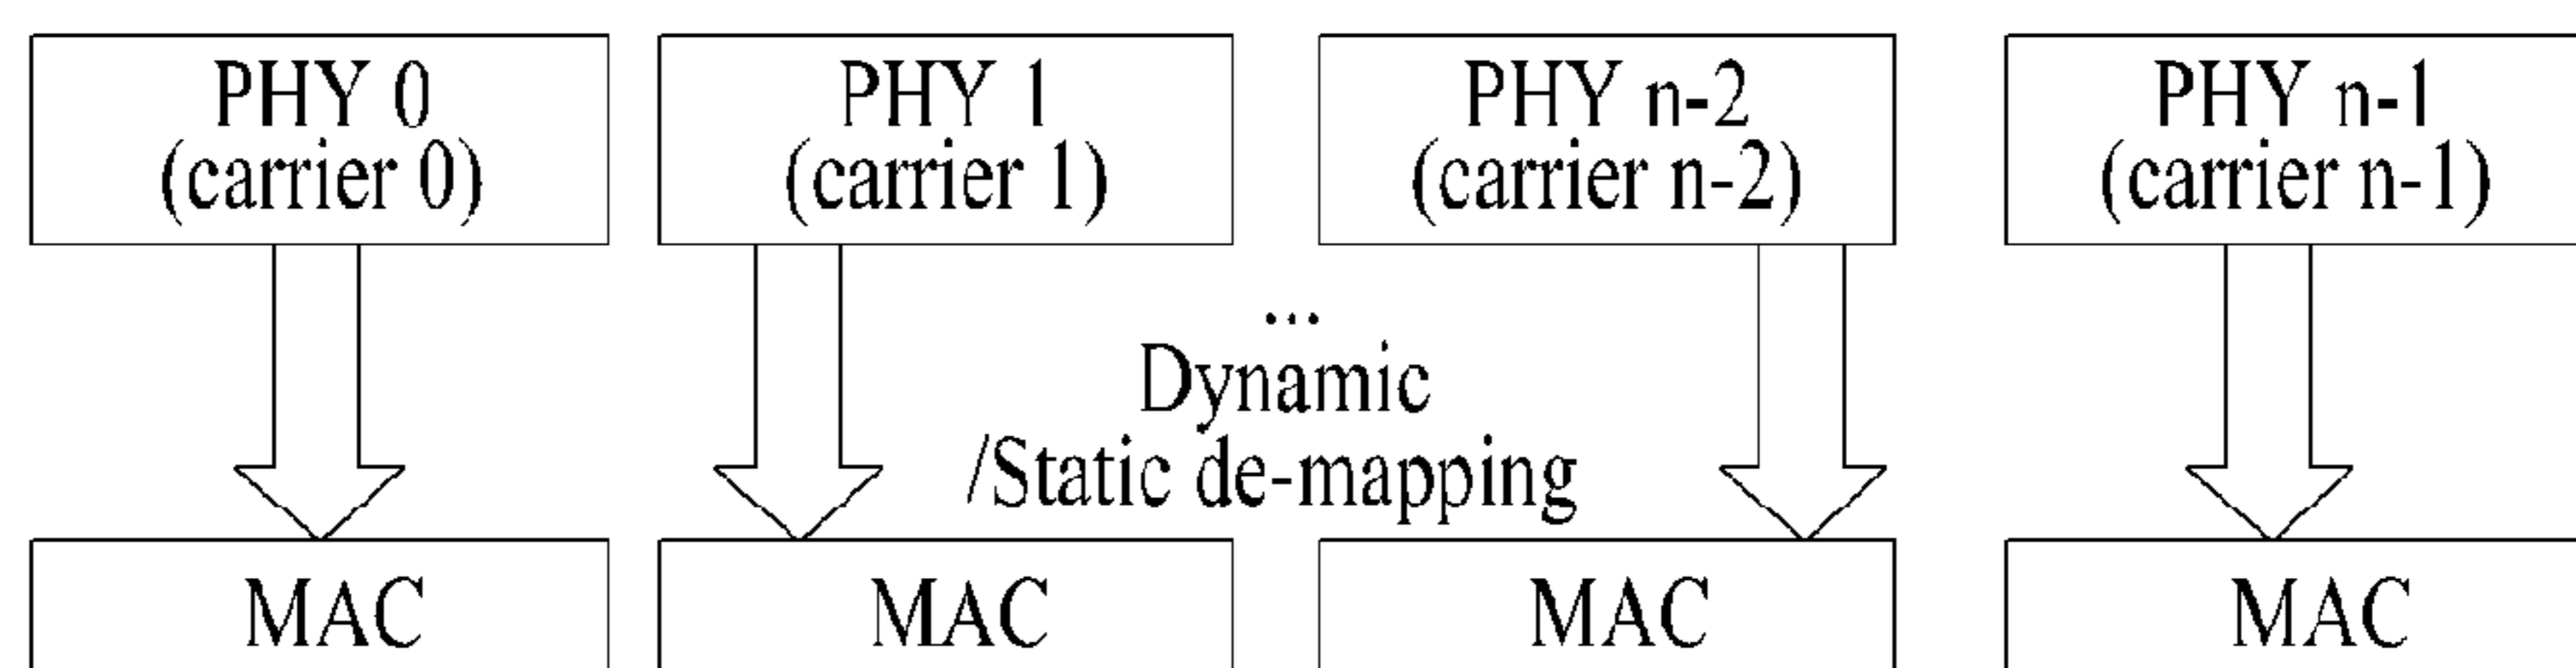 PHY 0
(carrier 0)
PHY 1
(carrier 1)
PHY n-2
(carrier n-2)
PHY n-1
(carrier n-1)
...
Dynamic
/Static de-mapping
MAC
MAC
MAC
MAC